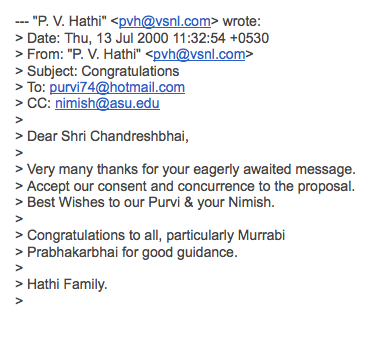 --- "P. V. Hathi" <pvh@vsnl.com> wrote:
> Date: Thu, 13 Jul 2000 11:32:54 +0530
> From: "P. V. Hathi" <pvh@vsnl.com>
> Subject: Congratulations
> To: purvi74@hotmail.com
> CC: nimish@asu.edu
>
> Dear Shri Chandreshbhai,
>
> Very many thanks for your eagerly awaited message.
> Accept our consent and concurrence to the proposal.
> Best Wishes to our Purvi & your Nimish.
>
> Congratulations to all, particularly Murrabi
> Prabhakarbhai for good guidance.
>
> Hathi Family.
>